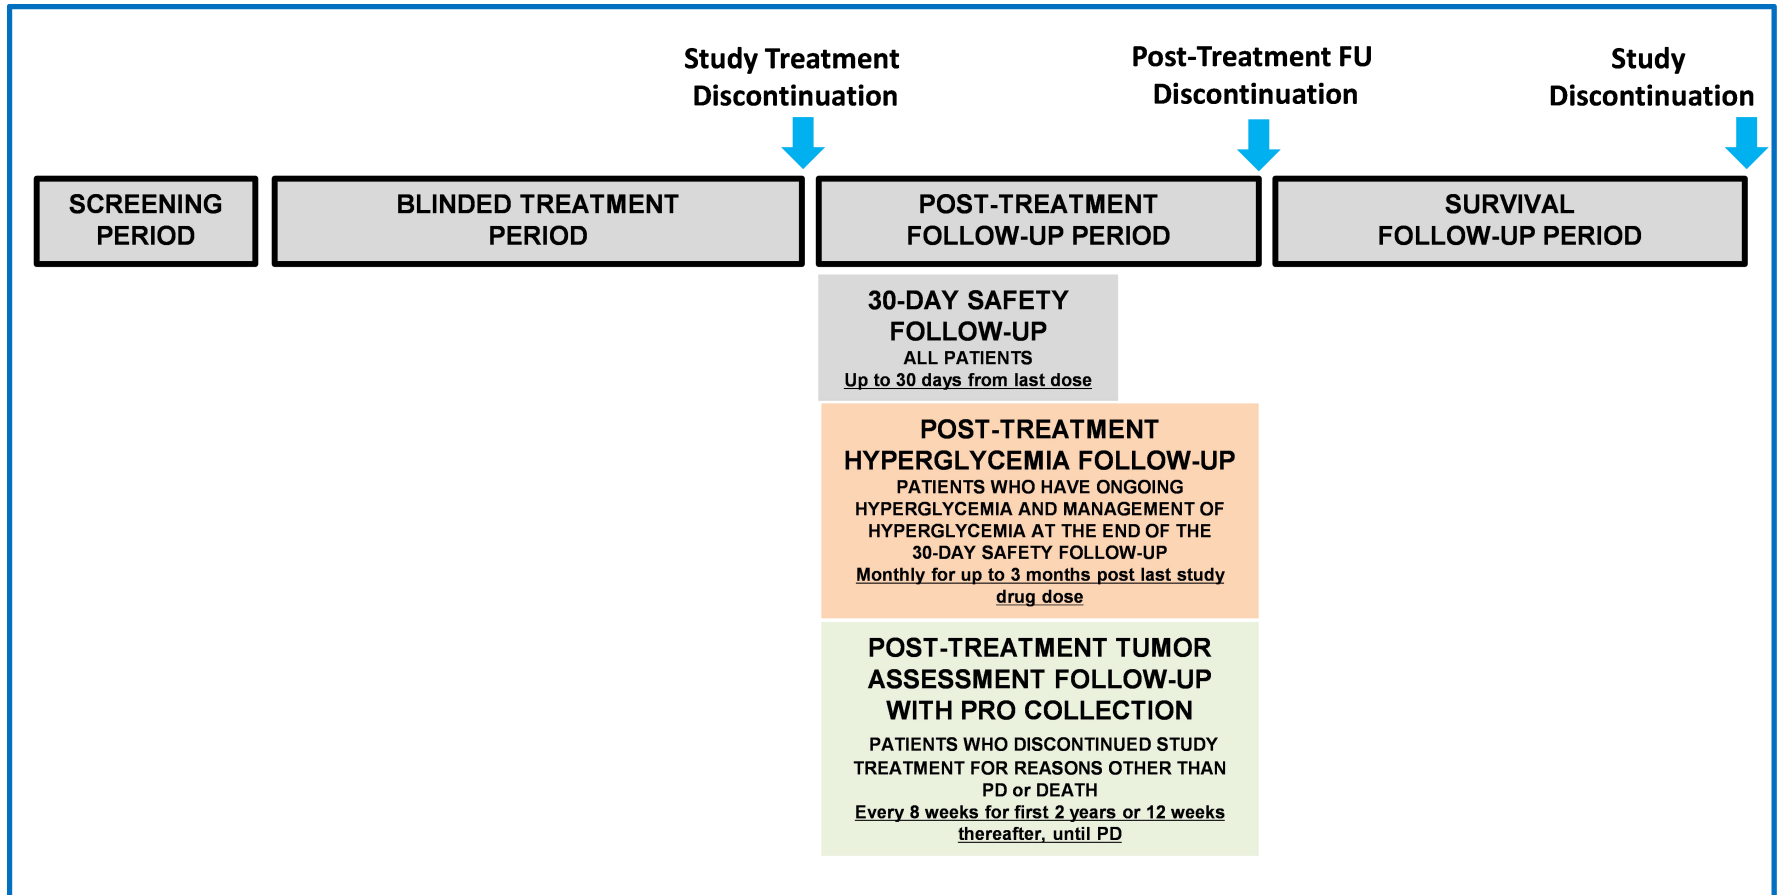 Study Treatment
Discontinuation
Post-Treatment FU
Discontinuation
Study
Discontinuation
SCREENING
PERIOD
BLINDED TREATMENT
PERIOD
POST-TREATMENT
FOLLOW-UP PERIOD
SURVIVAL
FOLLOW-UP PERIOD
30-DAY SAFETY
FOLLOW-UP
ALL PATIENTS
Up to 30 days from last dose
POST-TREATMENT
HYPERGLYCEMIA FOLLOW-UP
PATIENTS WHO HAVE ONGOING
HYPERGLYCEMIA AND MANAGEMENT OF
HYPERGLYCEMIA AT THE END OF THE
30-DAY SAFETY FOLLOW-UP
Monthly for up to 3 months post last study
drug dose
POST-TREATMENT TUMOR
ASSESSMENT FOLLOW-UP
WITH PRO COLLECTION
PATIENTS WHO DISCONTINUED STUDY
TREATMENT FOR REASONS OTHER THAN
PD or DEATH
Every 8 weeks for first 2 years or 12 weeks
thereafter, until PD